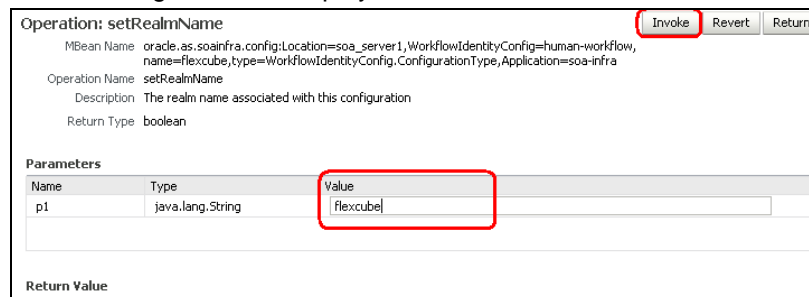 Operation: setRealmName Invoke Revert Return
MBean Name oracle.as.soainfra.config:Location=soa_server1,WorkflowIdentityConfig=human-workflow,
name=flexcube,type=WorkflowIdentityConfig.ConfigurationType,Application=soa-infra
Operation Name setRealmName
Description The realm name associated with this configuration
Return Type boolean
Parameters
Name Type Value
p1 java.lang.String flexcube
Return Value